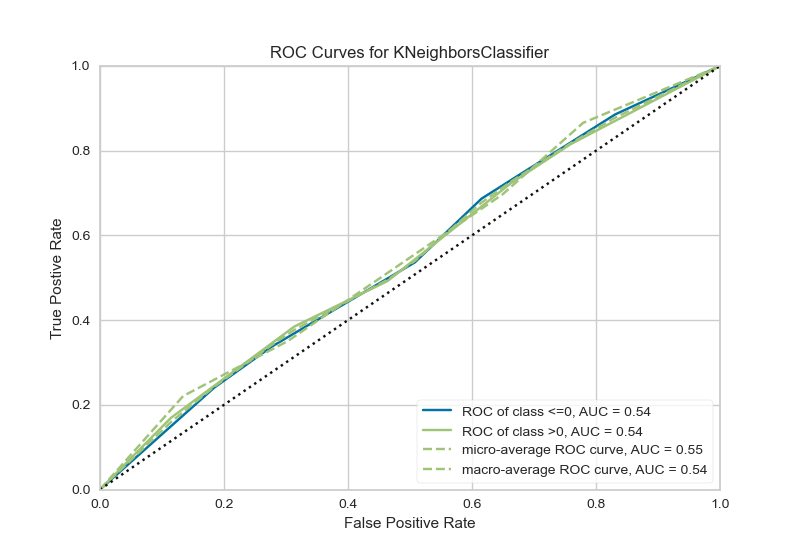 ROC Curves for KNeighborsClassifier
1.0
0.8
0.6
0.4
0.2
0.0
True Postive Rate
ROC of class <=0, AUC = 0.54
ROC of class >0, AUC = 0.54
micro-average ROC curve, AUC = 0.55
macro-average ROC curve, AUC = 0.54
0.0 0.2 0.4 0.6 0.8 1.0
False Positive Rate